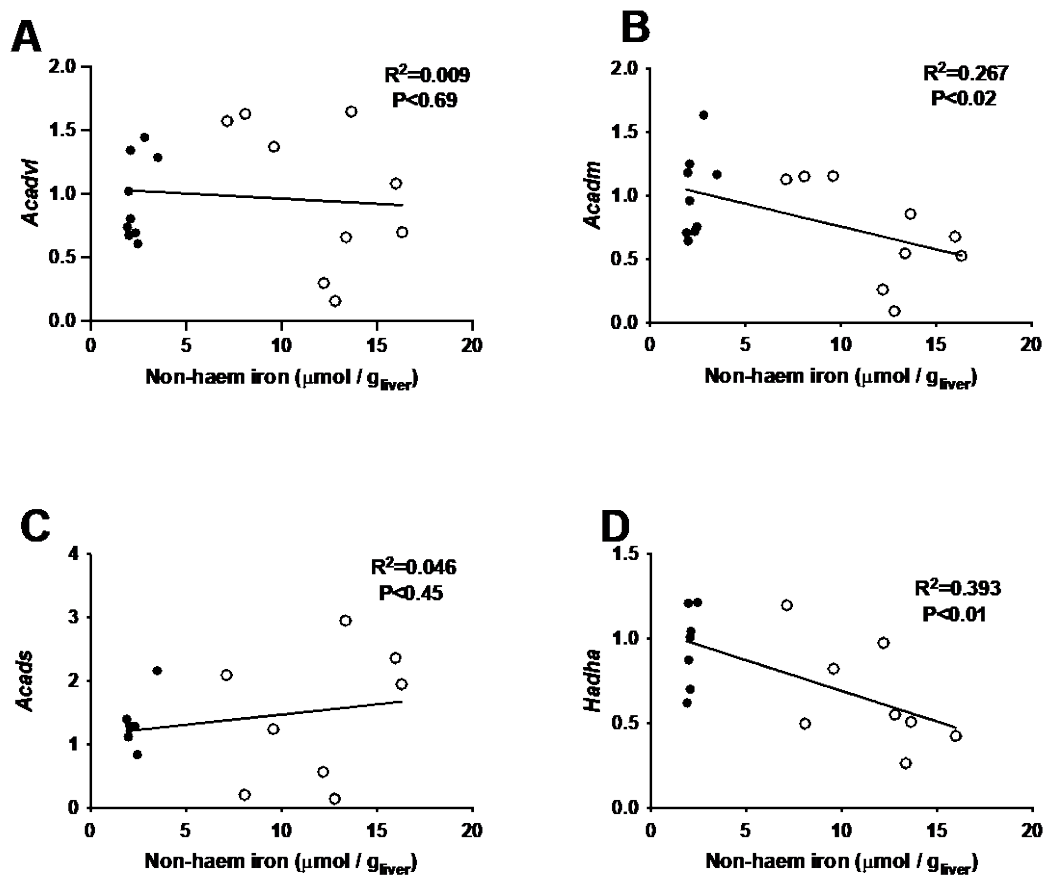 A
R²=0.009
P<0.69
Acadvl
2.0
1.5
1.0
0.5
0.0
0 5 10 15 20
Non-haem iron (μmol / gliver)
B
R²=0.267
P<0.02
Acadm
2.0
1.5
1.0
0.5
0.0
0 5 10 15 20
Non-haem iron (μmol / gliver)
C
R²=0.046
P<0.45
Acads
4
3
2
1
0
0 5 10 15 20
Non-haem iron (μmol / gliver)
D
R²=0.393
P<0.01
Hadha
1.5
1.0
0.5
0.0
0 5 10 15 20
Non-haem iron (μmol / gliver)